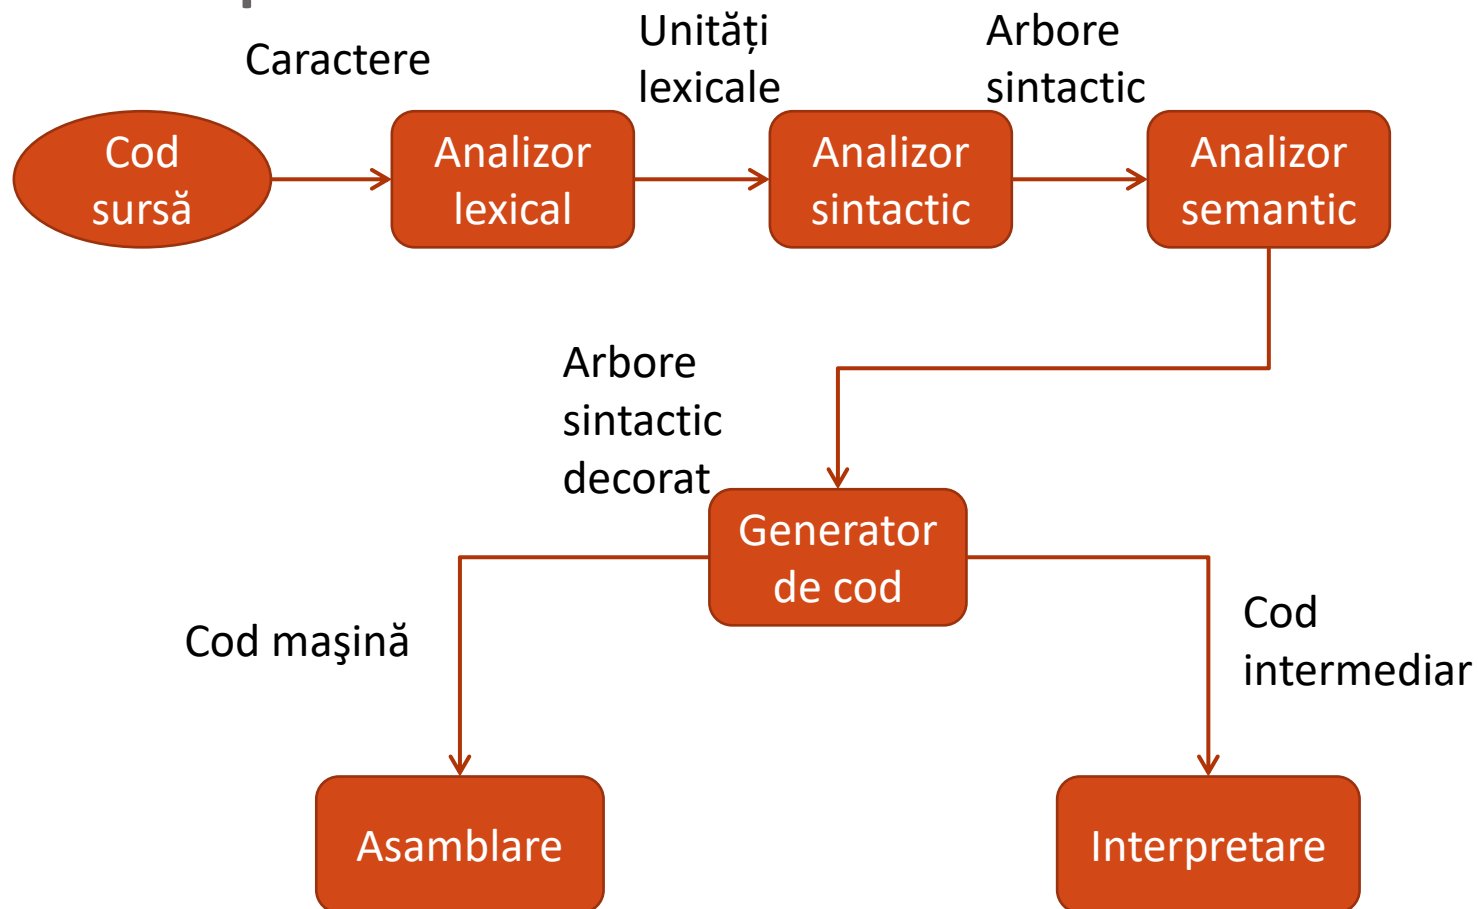 Caractere
Unități
lexicale
Arbore
sintactic
Cod
sursă
Analizor
lexical
Analizor
sintactic
Analizor
semantic
Arbore
sintactic
decorat
Generator
de cod
Cod maşină
Cod
intermediar
Asamblare
Interpretare